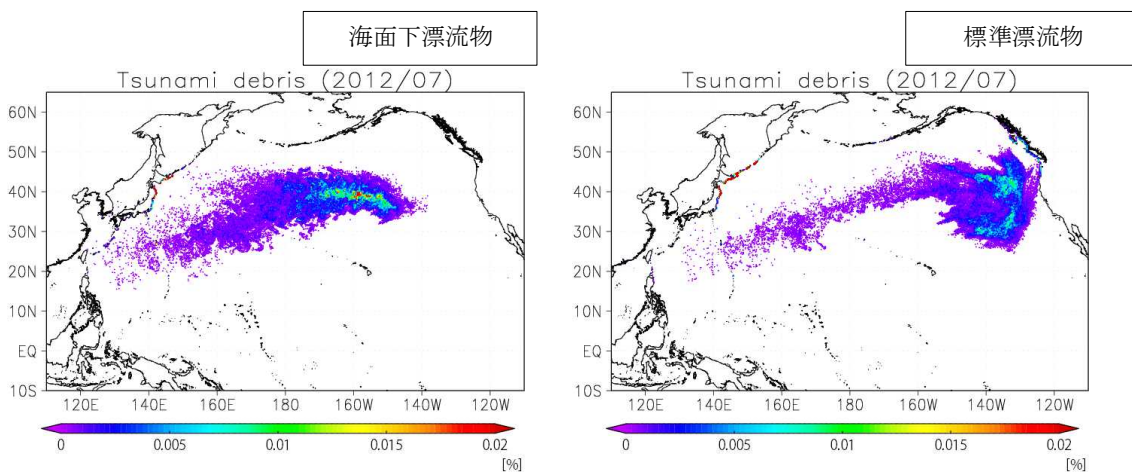 海面下漂流物
Tsunami debris (2012/07)
60N
50N
40N
30N
20N
10N
EQ
10S
120E 140E 160E 180 160W 140W 120W
0 0.005 0.01 0.015 0.02
[%]
標準漂流物
Tsunami debris (2012/07)
60N
50N
40N
30N
20N
10N
EQ
10S
120E 140E 160E 180 160W 140W 120W
0 0.005 0.01 0.015 0.02
[%]